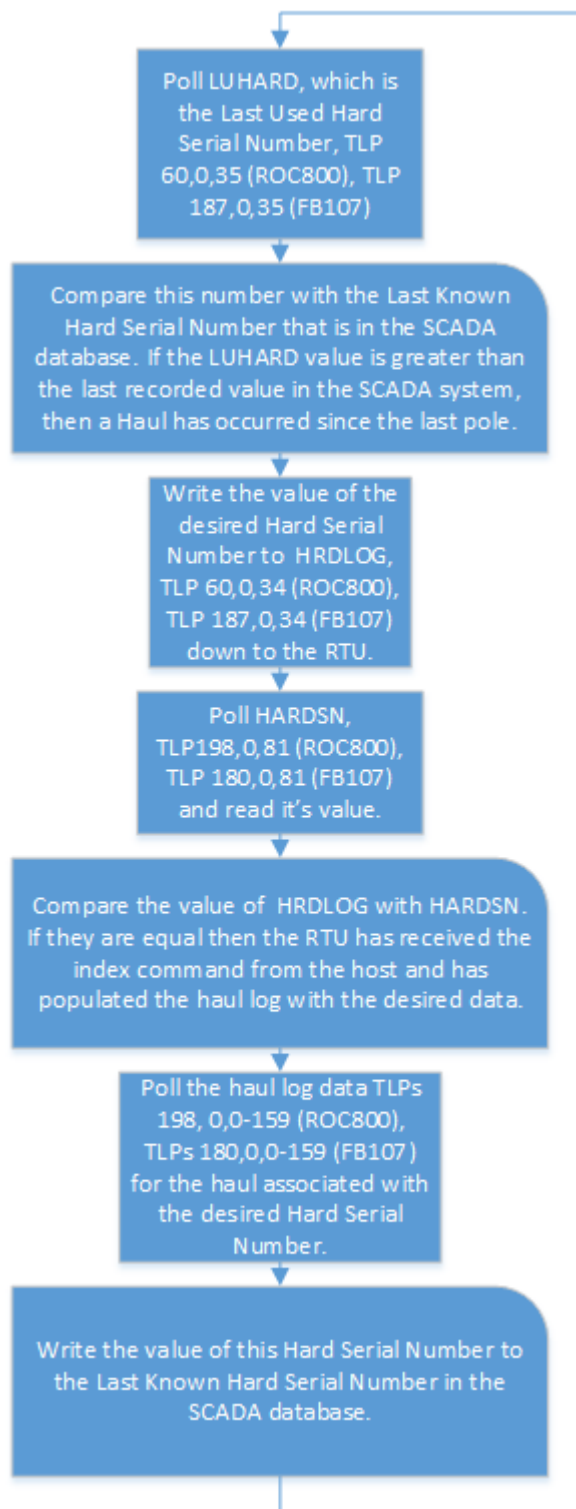 Poll LUHARD, which is
the Last Used Hard
Serial Number, TLP
60,0,35 (ROC800), TLP
187,0,35 (FB107)
Compare this number with the Last Known
Hard Serial Number that is in the SCADA
database. If the LUHARD value is greater than
the last recorded value in the SCADA system,
then a Haul has occurred since the last pole.
Write the value of the
desired Hard Serial
Number to HRDLOG,
TLP 60,0,34 (ROC800),
TLP 187,0,34 (FB107)
down to the RTU.
Poll HARDSN,
TLP198,0,81 (ROC800),
TLP 180,0,81 (FB107)
and read it's value.
Compare the value of HRDLOG with HARDSN.
If they are equal then the RTU has received the
index command from the host and has
populated the haul log with the desired data.
Poll the haul log data TLPs
198, 0,0-159 (ROC800),
TLPs 180,0,0-159 (FB107)
for the haul associated with
the desired Hard Serial
Number.
Write the value of this Hard Serial Number to
the Last Known Hard Serial Number in the
SCADA database.